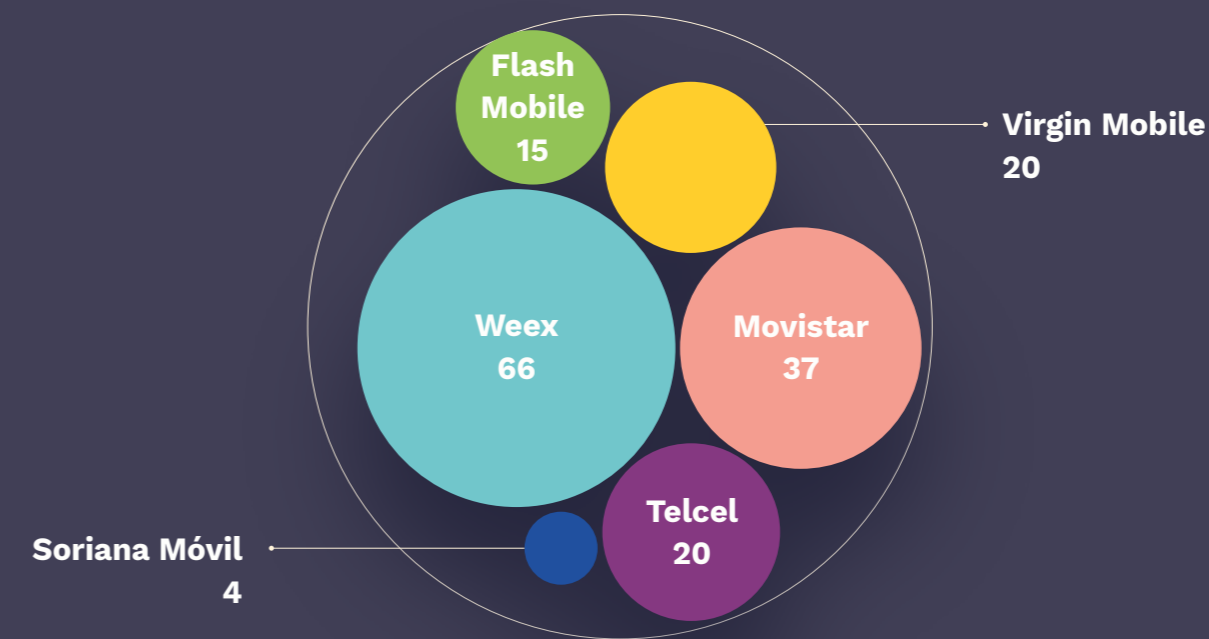 Flash
Mobile
15
Virgin Mobile
20
Weex
66
Movistar
37
Telcel
20
Soriana Móvil
4